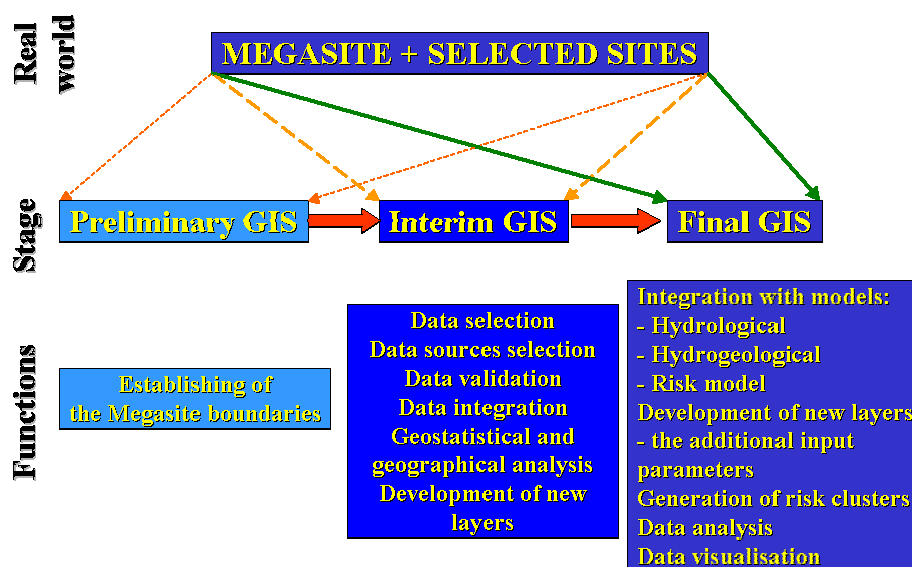 Real
world
MEGASITE + SELECTED SITES
Stage
Preliminary GIS
Interim GIS
Final GIS
Functions
Establishing of
the Megasite boundaries
Data selection
Data sources selection
Data validation
Data integration
Geostatistical and
geographical analysis
Development of new
layers
Integration with models:
- Hydrological
- Hydrogeological
- Risk model
Development of new layers
- the additional input
parameters
Generation of risk clusters
Data analysis
Data visualisation